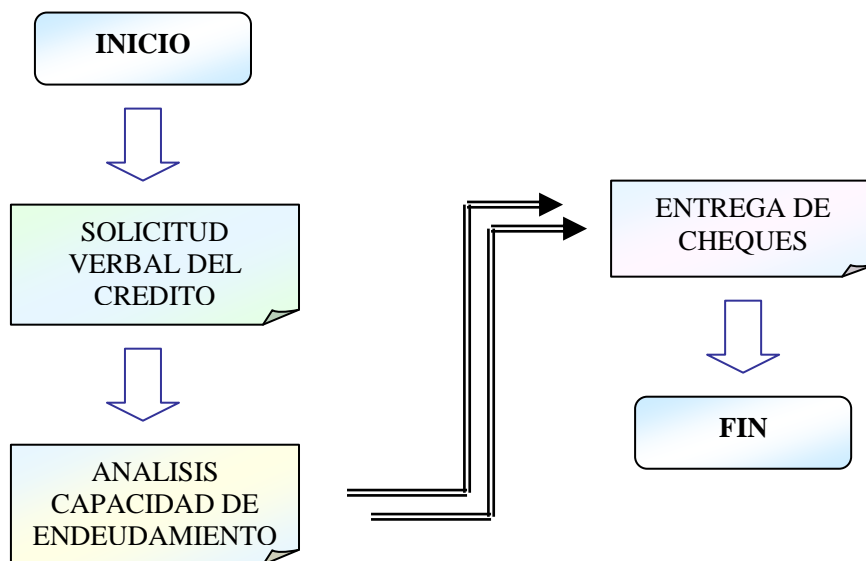 INICIO
SOLICITUD
VERBAL DEL
CREDITO
ANALISIS
CAPACIDAD DE
ENDEUDAMIENTO
ENTREGA DE
CHEQUES
FIN